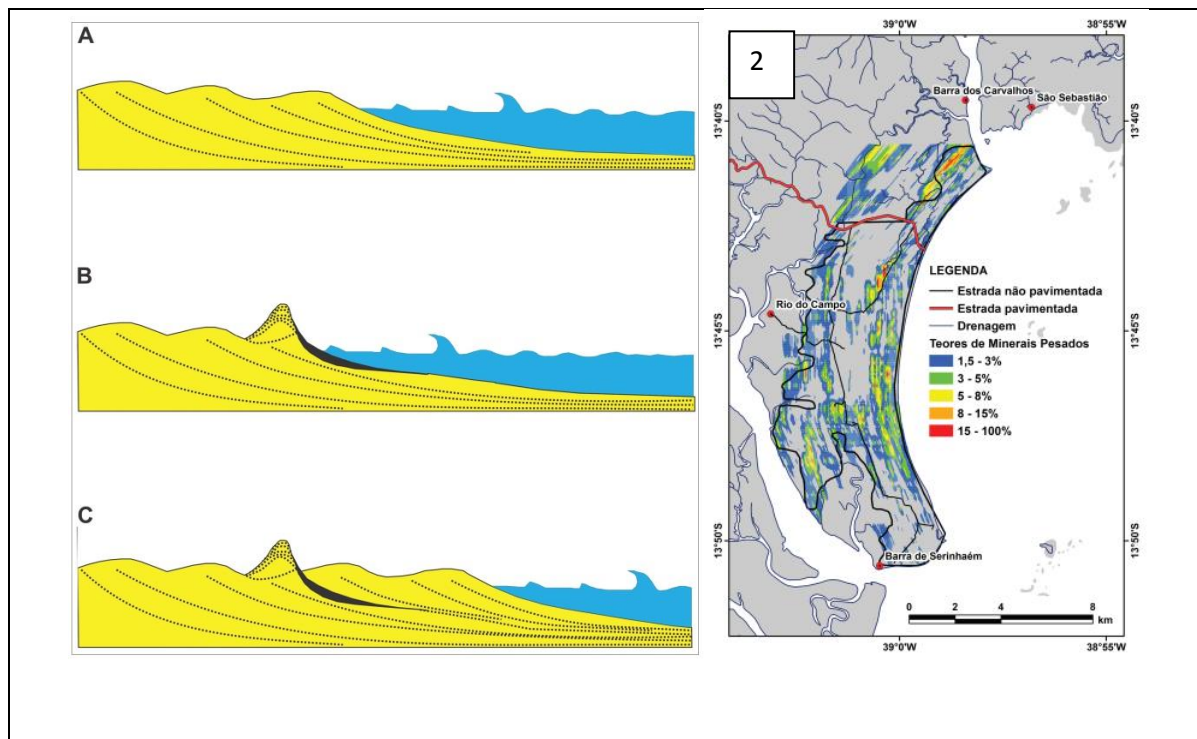 A
B
C
2
39°0'W
38°55'W
13°40'S
13°45'S
13°50'S
Barra dos Carvalhos
São Sebastião
Rio do Campo
Barra de Serinhaém
LEGENDA
Estrada não pavimentada
Estrada pavimentada
Drenagem
Teores de Minerais Pesados
1,5 - 3%
3 - 5%
5 - 8%
8 - 15%
15 - 100%
13°40'S
13°45'S
13°50'S
0 2 4 8
km
39°0'W
38°55'W